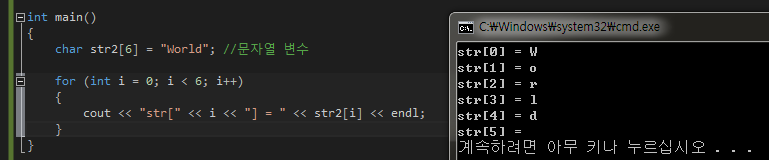 int main()
{
char str2[6] = "World"; //문자열 변수
for (int i = 0; i < 6; i++)
{
cout << "str[" << i << "] = " << str2[i] << endl;
}
}
C:\Windows\system32\cmd.exe
str[0] = W
str[1] = o
str[2] = r
str[3] = l
str[4] = d
str[5] =
계속하려면 아무 키나 누르십시오 . . .